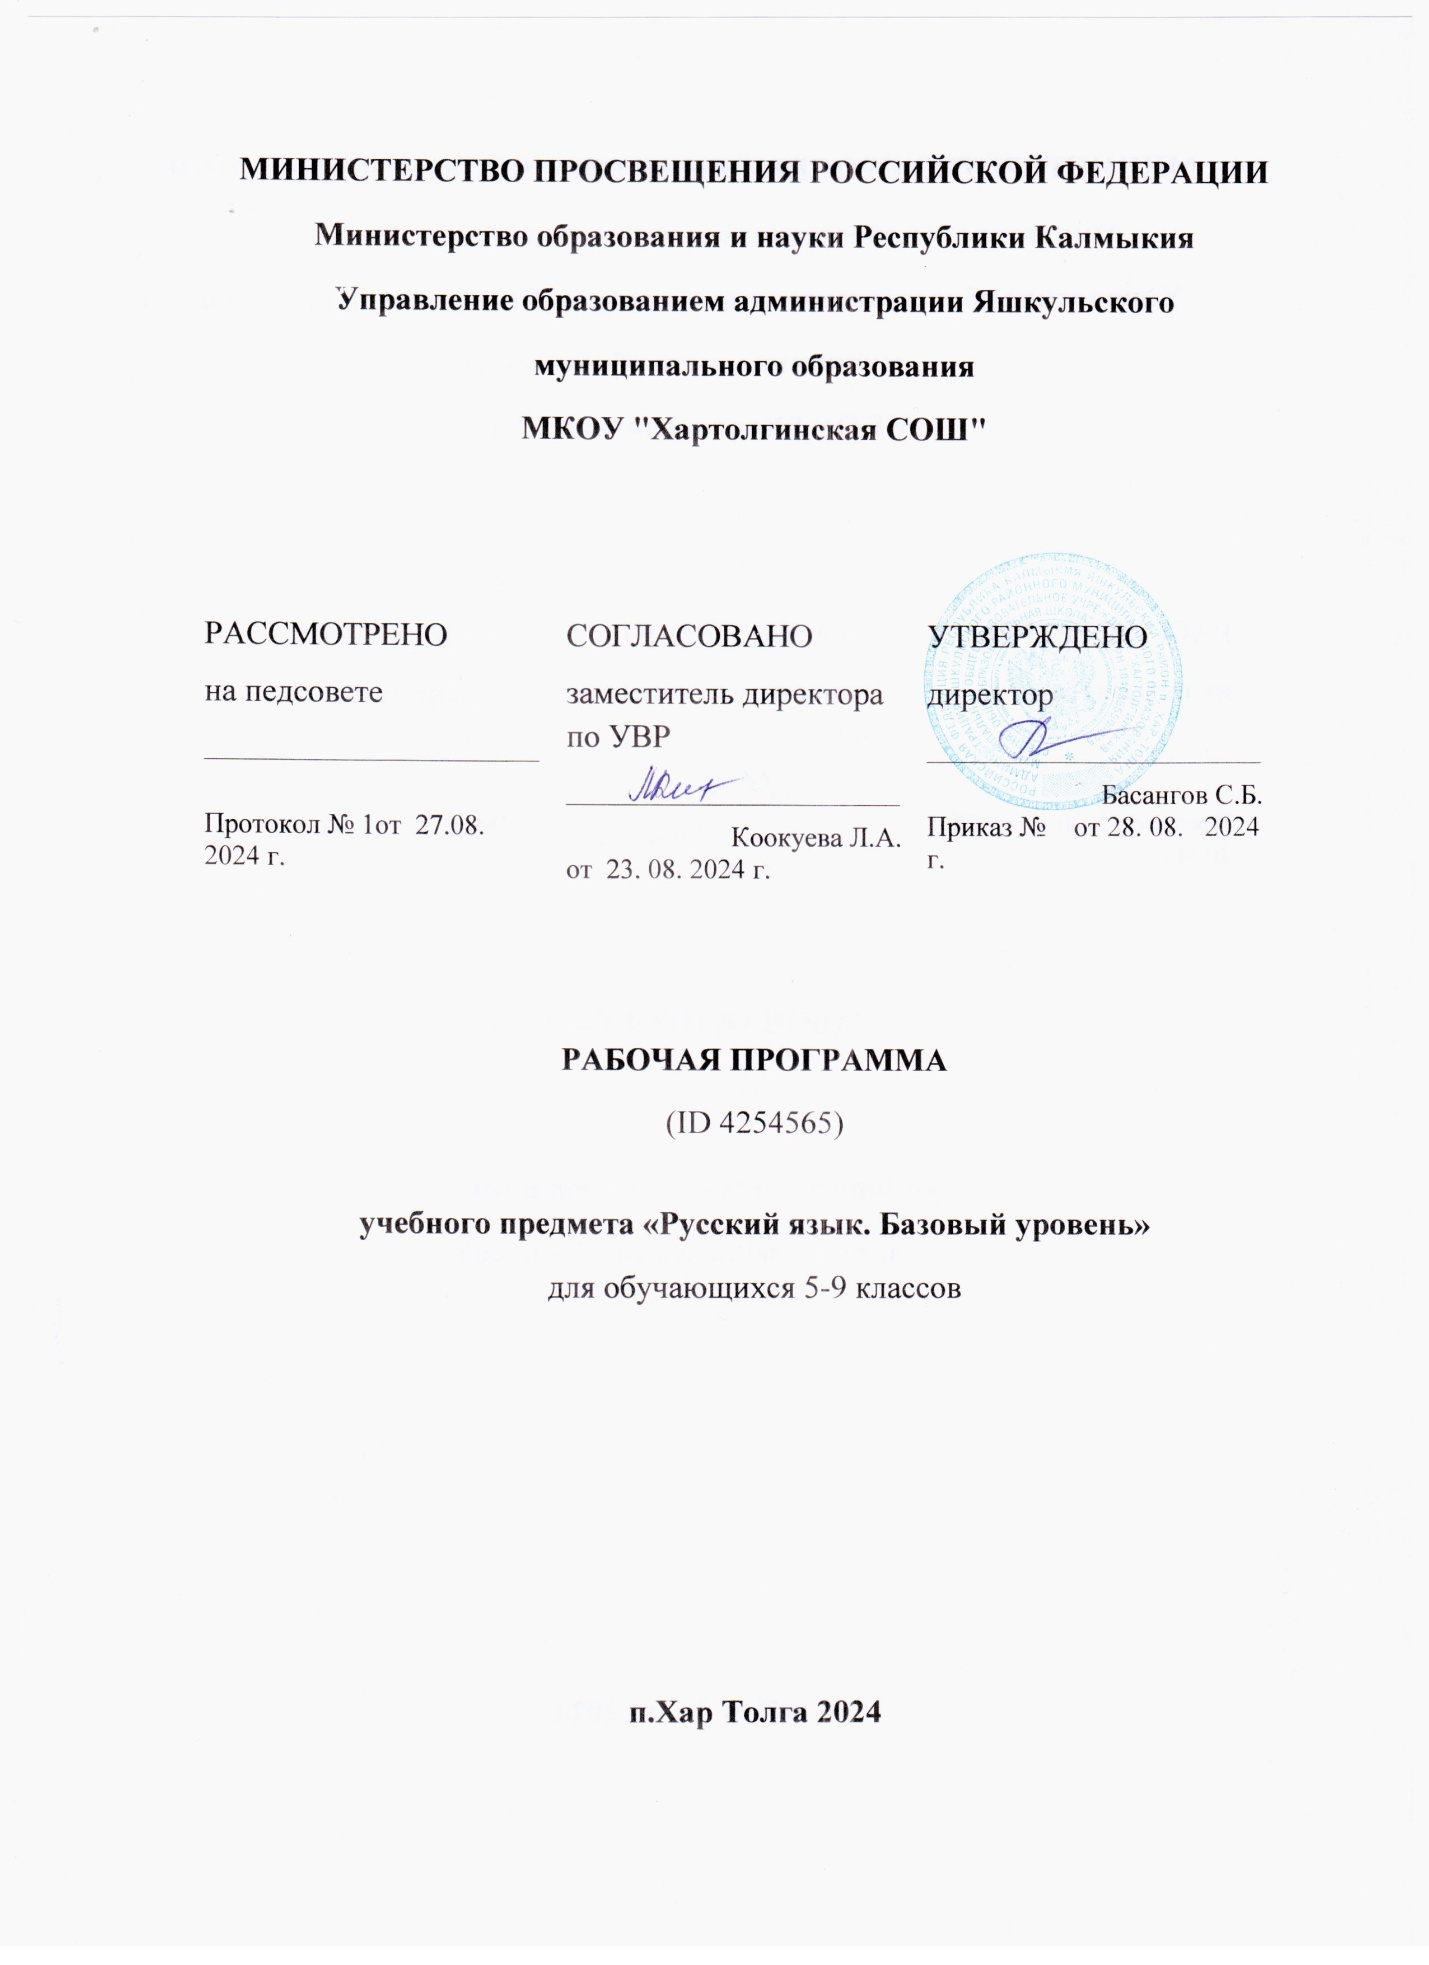 МИНИСТЕРСТВО ПРОСВЕЩЕНИЯ РОССИЙСКОЙ ФЕДЕРАЦИИ
Министерство образования и науки Республики Калмыкия
Управление образованием администрации Яшкульского
муниципального образования
МКОУ "Хартолгинская СОШ"
РАССМОТРЕНО
на педсовете
Протокол № 1от 27.08.
2024 г.
СОГЛАСОВАНО
заместитель директора
по УВР
Коокуева Л.А.
от 23. 08. 2024 г.
УТВЕРЖДЕНО
директор
Басангов С.Б.
Приказ № от 28. 08. 2024
г.
РАБОЧАЯ ПРОГРАММА
(ID 4254565)
учебного предмета «Русский язык. Базовый уровень»
для обучающихся 5-9 классов
п.Хар Толга 2024